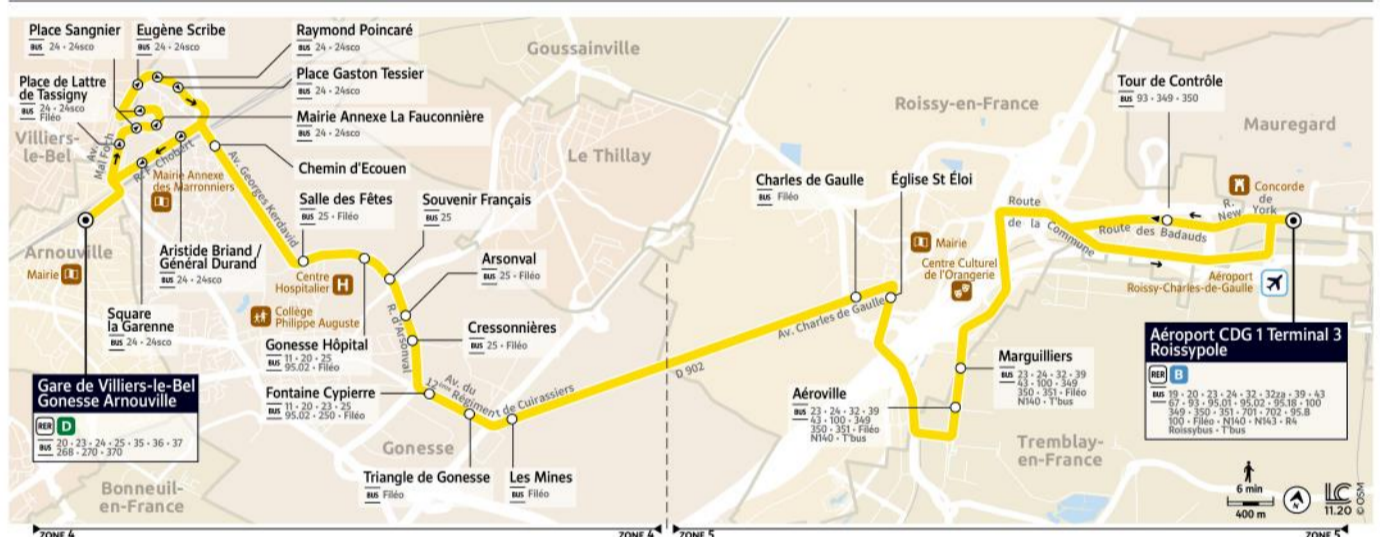 Place Sangnier
BUS 24 • 24sco
Eugène Scribe
BUS 24 • 24sco
Raymond Poincaré
BUS 24 • 24sco
Place Gaston Tessier
BUS 24 • 24sco
Mairie Annexe La Fauconnière
BUS 24 • 24sco
Place de Lattre
de Tassigny
BUS 24 • 24sco
Filéo
Villiers-
le-Bel
Av.
Mal Foch
R. P. Chobert
Mairie Annexe
des Marronniers
Chemin d'Ecouen
Av. Georges Kerdavid
Goussainville
Le Thillay
Arnouville
Mairie
Aristide Briand /
Général Durand
BUS 24 • 24sco
Square
la Garenne
BUS 24 • 24sco
Salle des Fêtes
BUS 25 • Filéo
Centre
Hospitalier
H
Collège
Philippe Auguste
Souvenir Français
BUS 25
Arsonval
BUS 25 • Filéo
Cressonnières
BUS 25 • Filéo
R. d'Arsonval
Gonesse Hôpital
BUS 11 • 20 • 25
95.02 • Filéo
Fontaine Cypierre
BUS 11 • 20 • 23 • 25
95.02 • 250 • Filéo
Av. du
12ème Régiment de Cuirassiers
Gonesse
Triangle de Gonesse
BUS Filéo
Les Mines
BUS Filéo
Gare de Villiers-le-Bel
Gonesse Arnouville
RER D
BUS 20 • 23 • 24 • 25 • 35 • 36 • 37
268 • 270 • 370
Bonneuil-
en-France
D 902
Av. Charles de Gaulle
Charles de Gaulle
BUS Filéo
Église St Éloi
Roissy-en-France
Mairie
Centre Culturel
de l'Orangerie
Route
de la Commune
Tour de Contrôle
BUS 93 • 349 • 350
Mauregard
Concorde
R.
New
de
York
Route des Badauds
Aéroport
Roissy-Charles-de-Gaulle
Aéroville
BUS 23 • 24 • 32 • 39
43 • 100 • 349
350 • 351 • Filéo
N140 • T'bus
Marguilliers
BUS 23 • 24 • 32 • 39
43 • 100 • 349
350 • 351 • Filéo
N140 • T'bus
Tremblay-
en-France
Aéroport CDG 1 Terminal 3
Roissypole
RER B
BUS 19 • 20 • 23 • 24 • 32 • 32za • 39 • 43
67 • 93 • 95.01 • 95.02 • 95.18 • 100
349 • 350 • 351 • 701 • 702 • 95.8
100 • Filéo • N140 • N143 • R4
Roissybus • T'bus
6 min
400 m
N
LC
11.20
© OSM
ZONE 4
ZONE 4
ZONE 5
ZONE 5